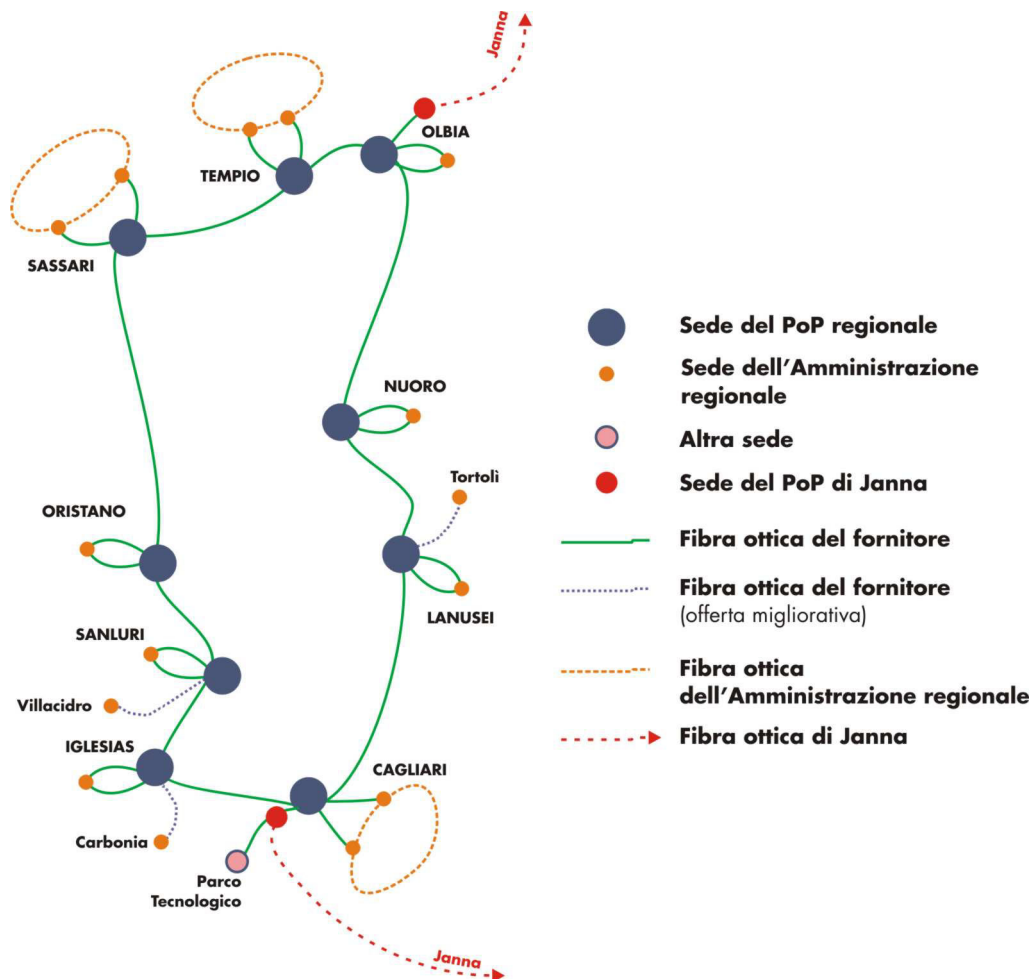 Janna
OLBIA
TEMPIO
SASSARI
NUORO
Tortolì
ORISTANO
LANUSEI
SANLURI
Villacidro
IGLESIAS
CAGLIARI
Carbonia
Parco
Tecnologico
Janna
Sede del PoP regionale
Sede dell'Amministrazione
regionale
Altra sede
Sede del PoP di Janna
Fibra ottica del fornitore
Fibra ottica del fornitore
(offerta migliorativa)
Fibra ottica
dell'Amministrazione regionale
Fibra ottica di Janna